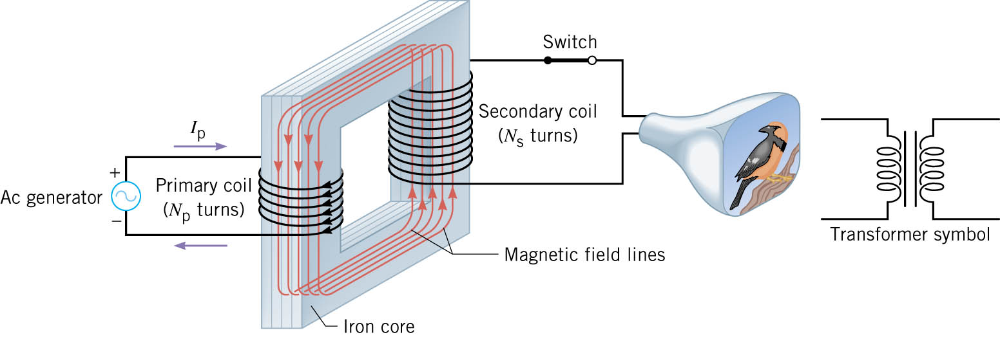 Switch
Secondary coil
(Ns turns)
Ip
+
Ac generator
−
Primary coil
(Np turns)
Magnetic field lines
Iron core
Transformer symbol